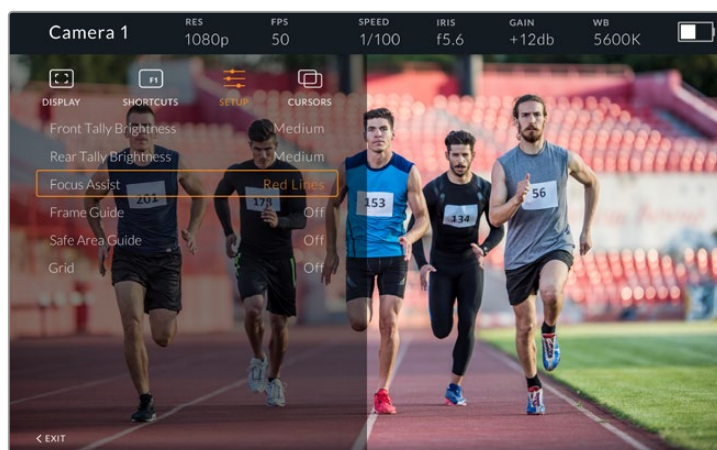 Camera 1
RES
1080p
FPS
50
SPEED
1/100
IRIS
f5.6
GAIN
+12db
WB
5600K
DISPLAY
F1
SHORTCUTS
SETUP
CURSORS
Front Tally Brightness Medium
Rear Tally Brightness Medium
Focus Assist Red Lines
Frame Guide Off
Safe Area Guide Off
Grid Off
201
178
153
134
56
< EXIT